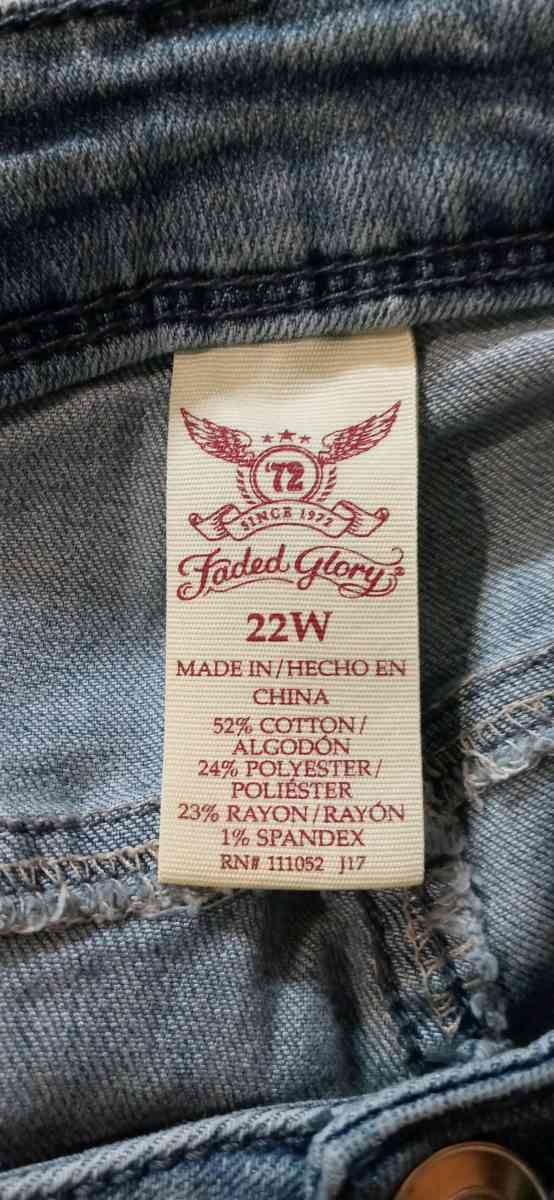 '72
SINCE 1972
Faded Glory®
22W
MADE IN/HECHO EN
CHINA
52% COTTON/
ALGODÓN
24% POLYESTER/
POLIÉSTER
23% RAYON/RAYÓN
1% SPANDEX
RN# 111052 J17